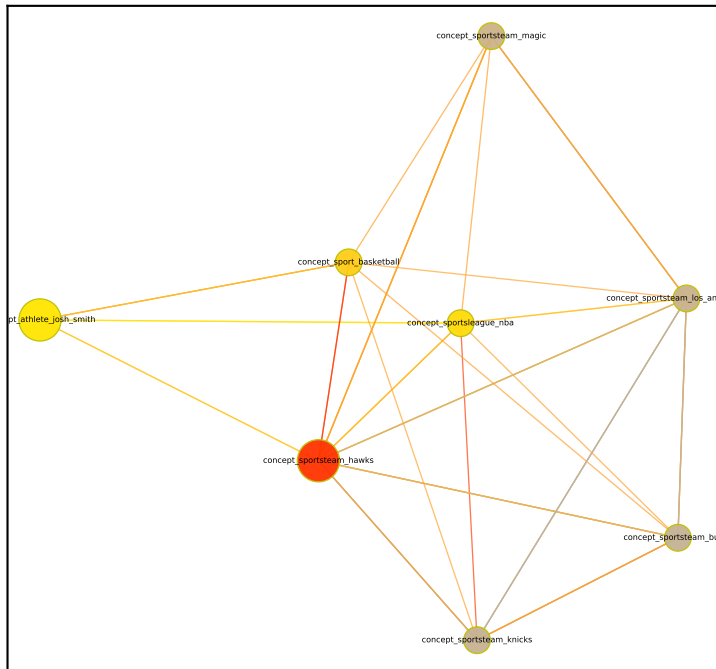 concept_sportsteam_magic
concept_sport_basketball
concept_sportsteam_los_an
pt_athlete_josh_smith
concept_sportsleague_nba
concept_sportsteam_hawks
concept_sportsteam_bu
concept_sportsteam_knicks